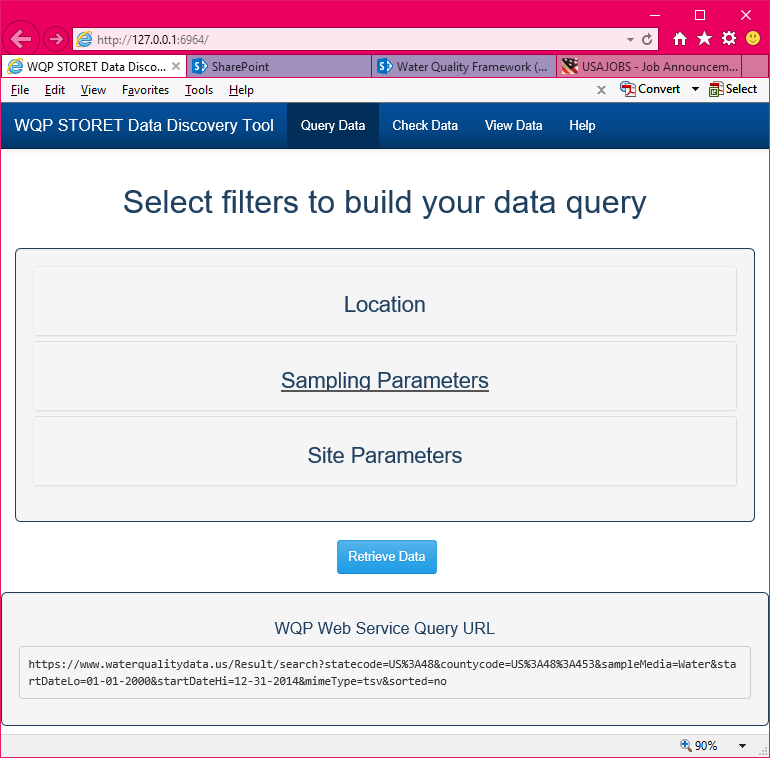 http://127.0.0.1:6964/
WQP STORET Data Disco... SharePoint Water Quality Framework (... USAJOBS - Job Announcem...
File Edit View Favorites Tools Help Convert Select
WQP STORET Data Discovery Tool Query Data Check Data View Data Help
Select filters to build your data query
Location
Sampling Parameters
Site Parameters
Retrieve Data
WQP Web Service Query URL
https://www.waterqualitydata.us/Result/search?statecode=US%3A48&countycode=US%3A48%3A453&sampleMedia=Water&sta
rtDateLo=01-01-2000&startDateHi=12-31-2014&mimeType=tsv&sorted=no
90%